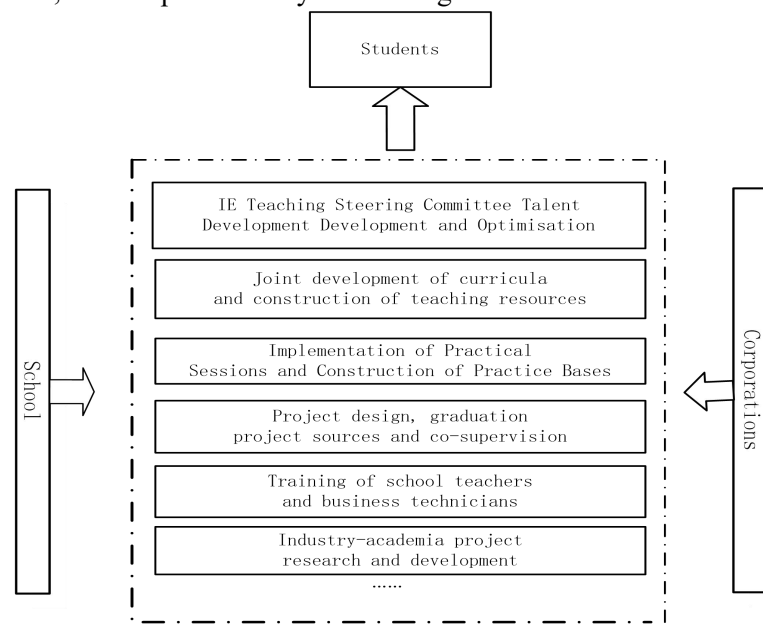 Students
IE Teaching Steering Committee Talent
Development Development and Optimisation
Joint development of curricula
and construction of teaching resources
Implementation of Practical
Sessions and Construction of Practice Bases
Project design, graduation
project sources and co-supervision
Training of school teachers
and business technicians
Industry-academia project
research and development
......
School
Corporations